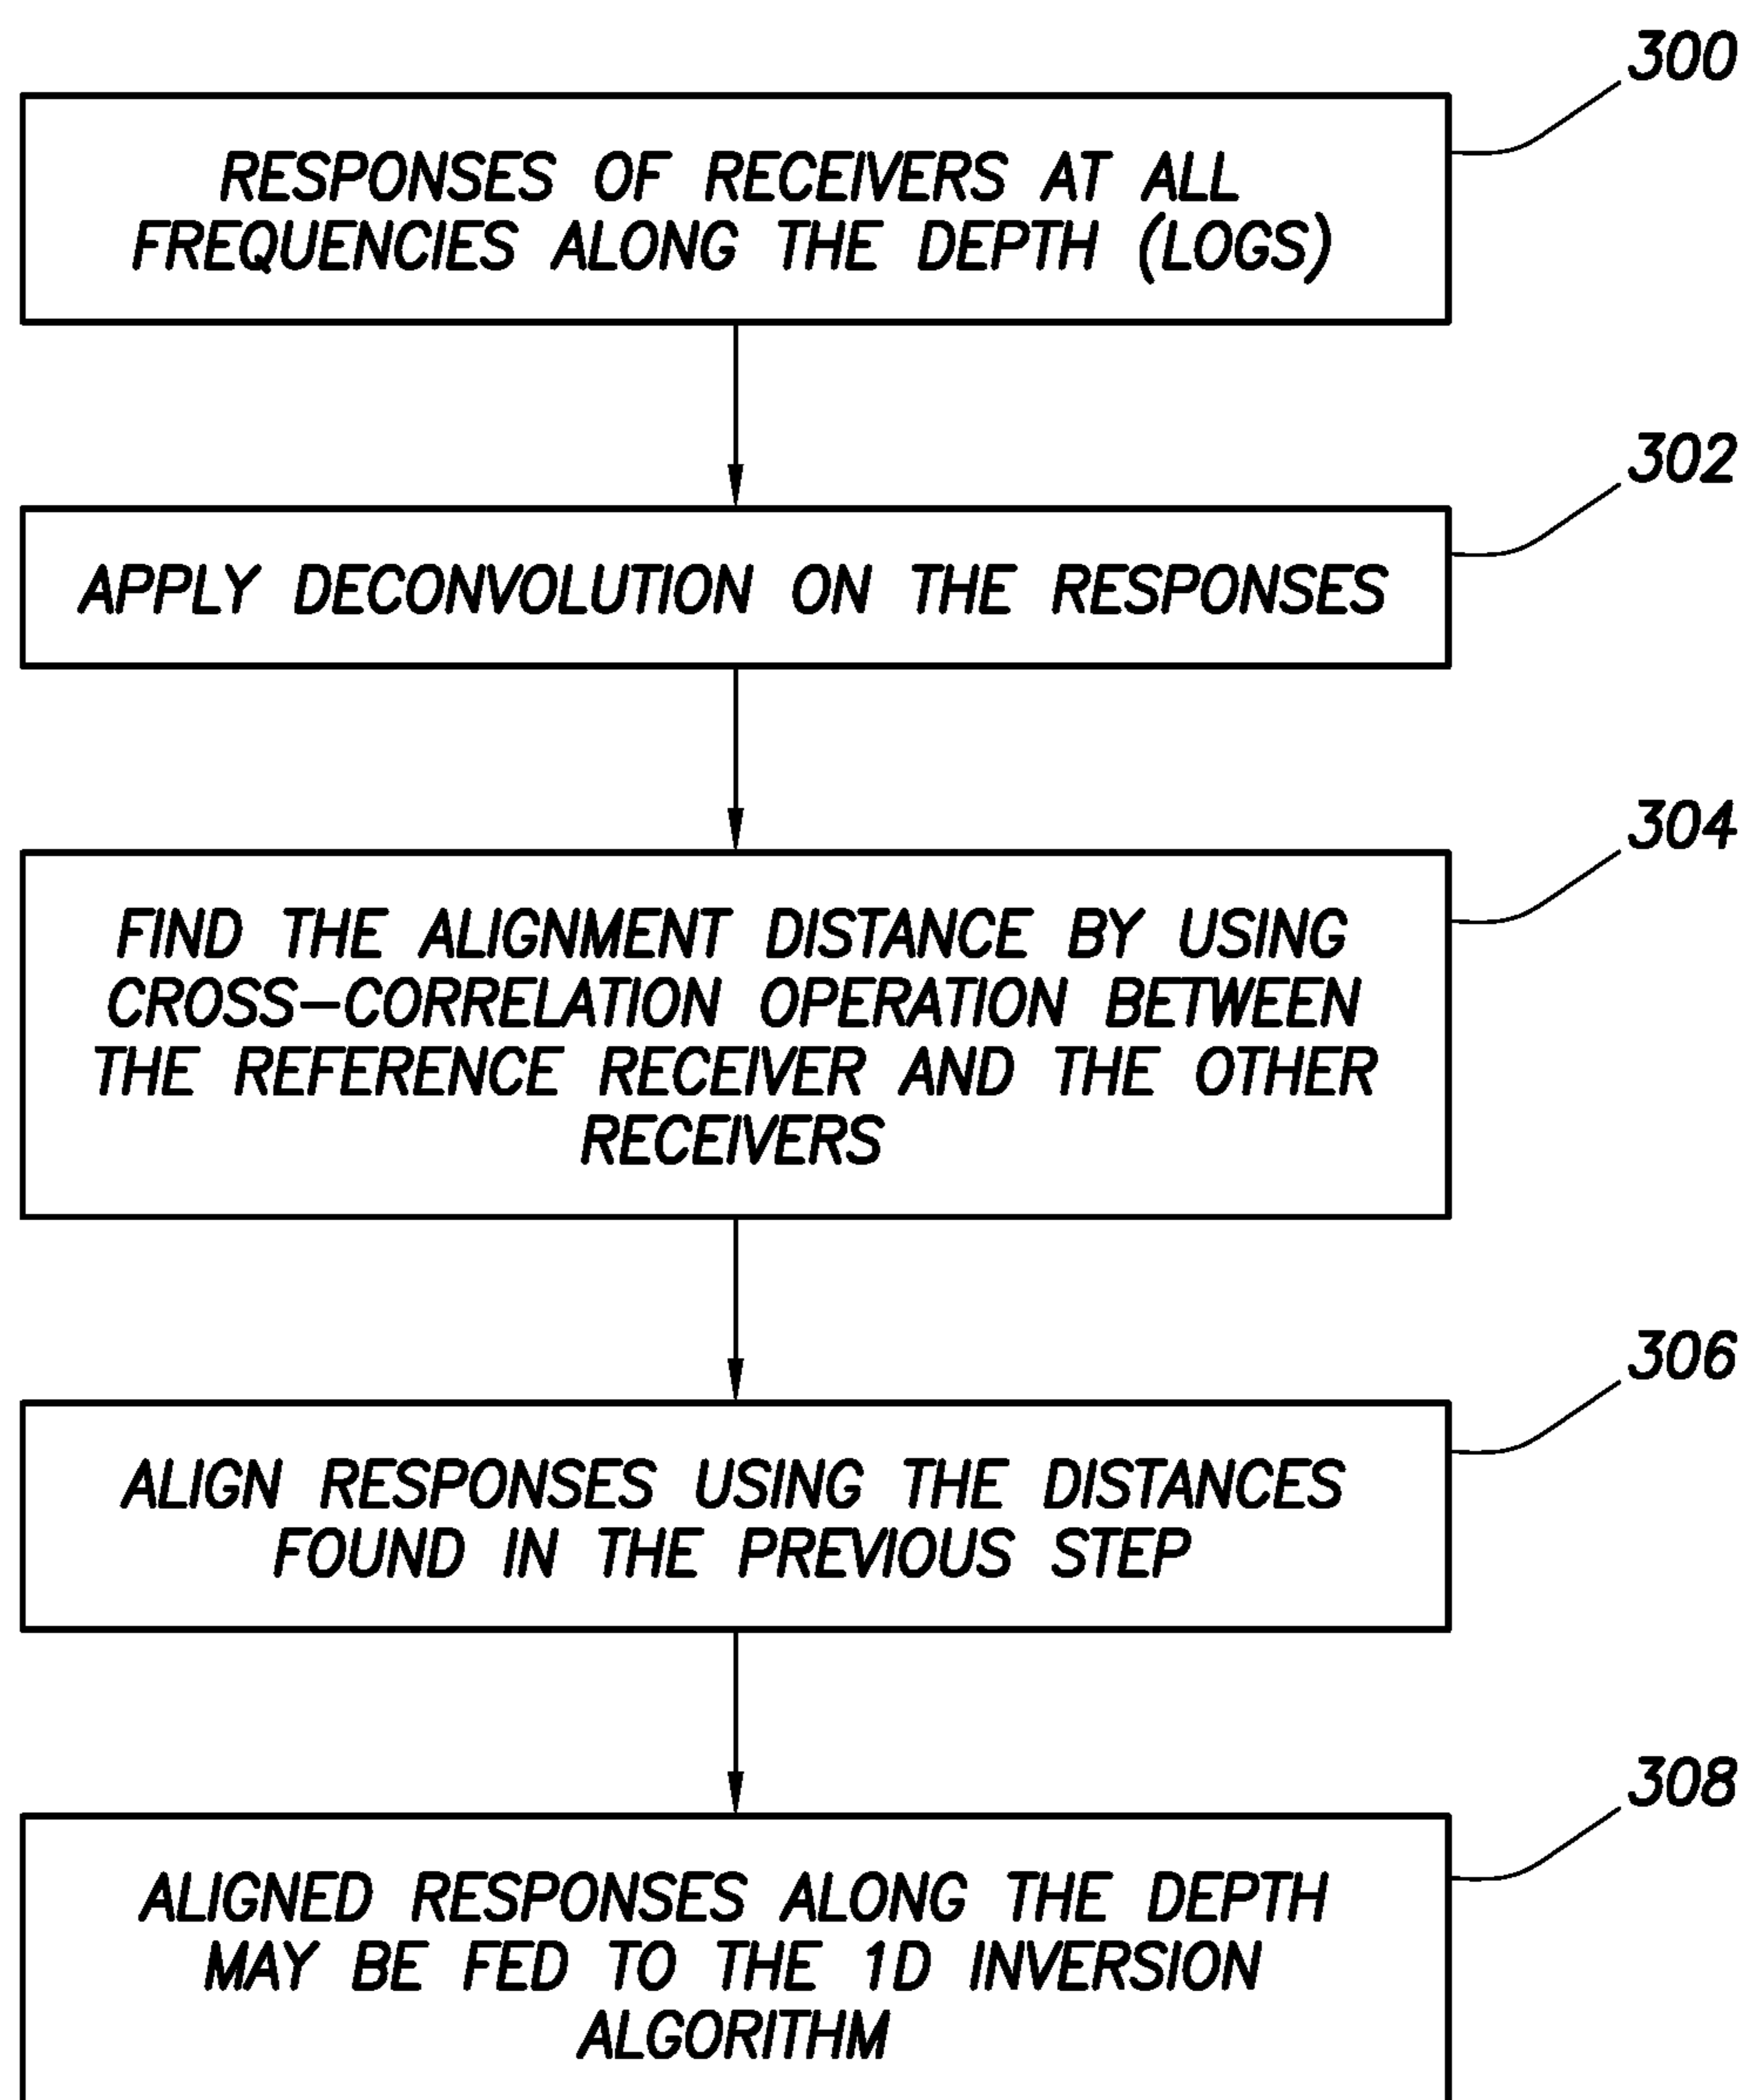 300
RESPONSES OF RECEIVERS AT ALL
FREQUENCIES ALONG THE DEPTH (LOGS)
302
APPLY DECONVOLUTION ON THE RESPONSES
304
FIND THE ALIGNMENT DISTANCE BY USING
CROSS-CORRELATION OPERATION BETWEEN
THE REFERENCE RECEIVER AND THE OTHER
RECEIVERS
306
ALIGN RESPONSES USING THE DISTANCES
FOUND IN THE PREVIOUS STEP
308
ALIGNED RESPONSES ALONG THE DEPTH
MAY BE FED TO THE 1D INVERSION
ALGORITHM